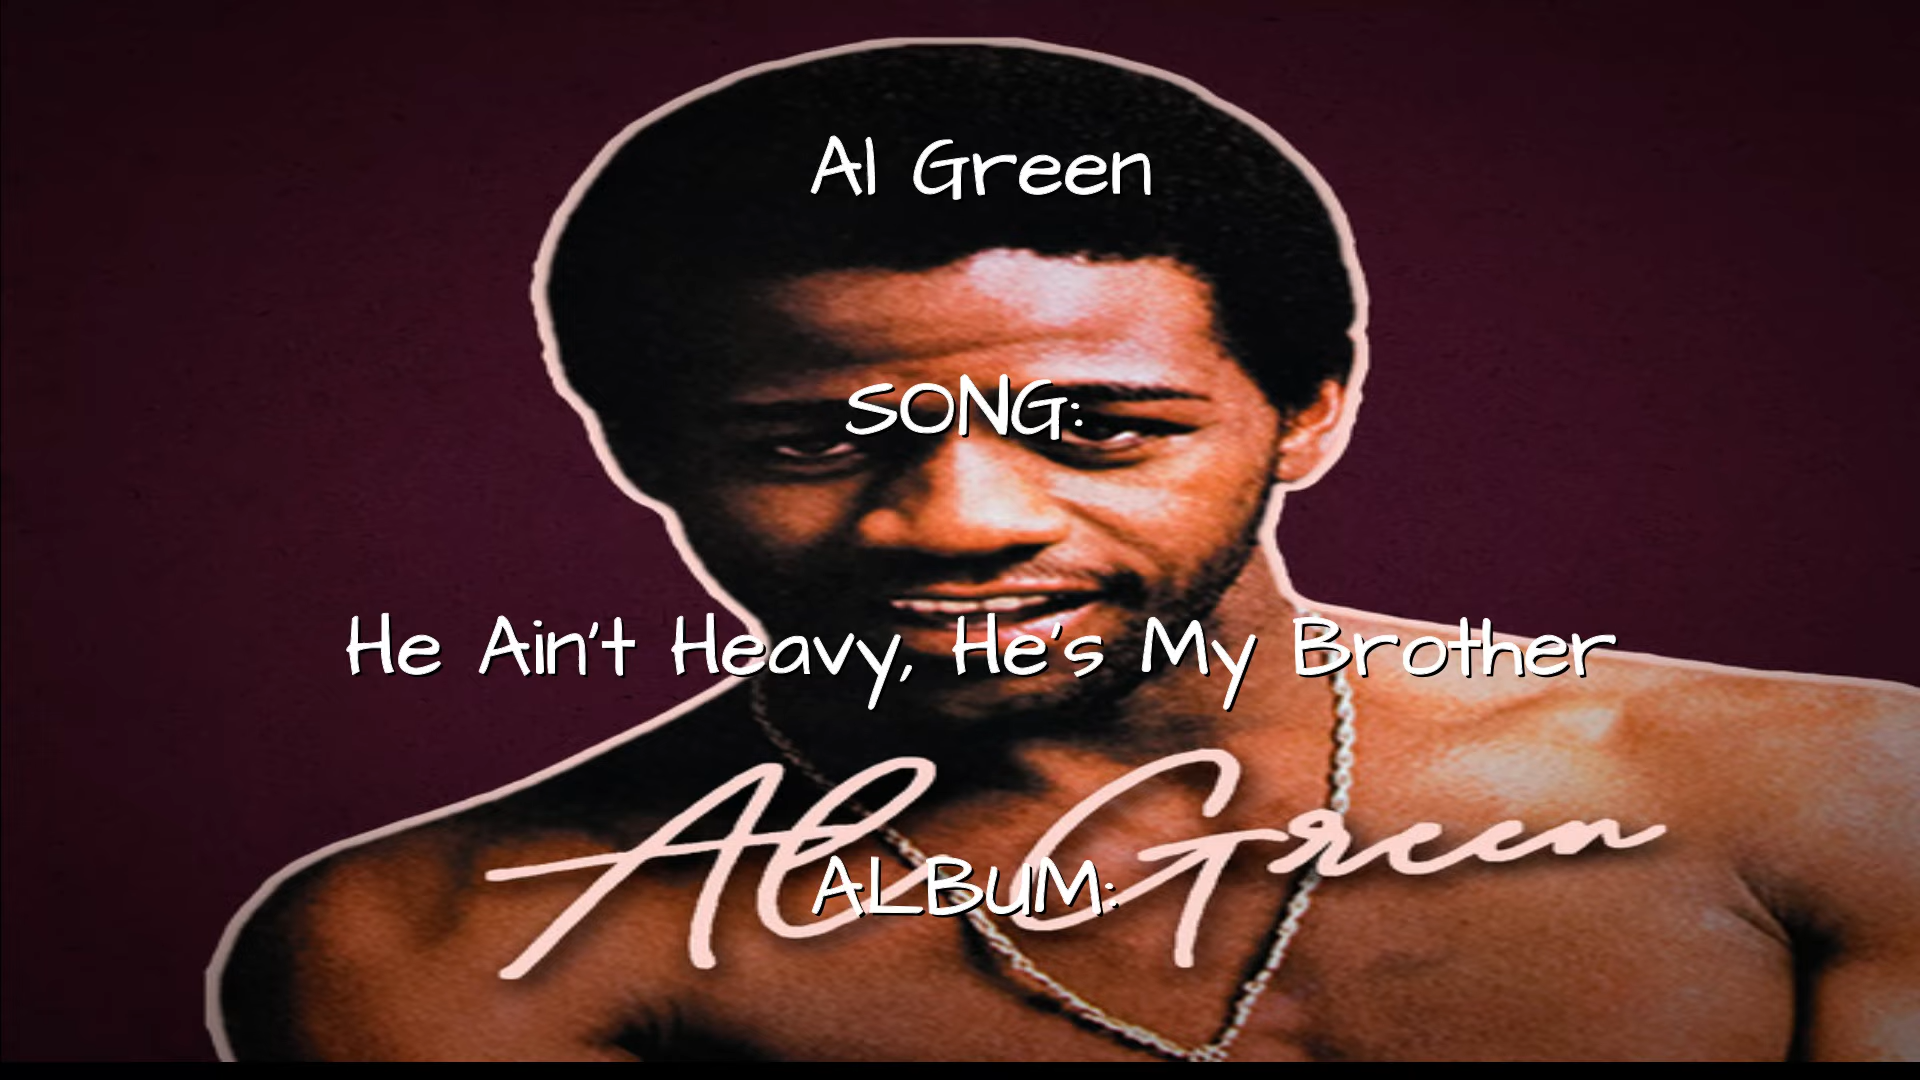 Al Green
SONG:
He Ain't Heavy, He's My Brother
Al Green
ALBUM: